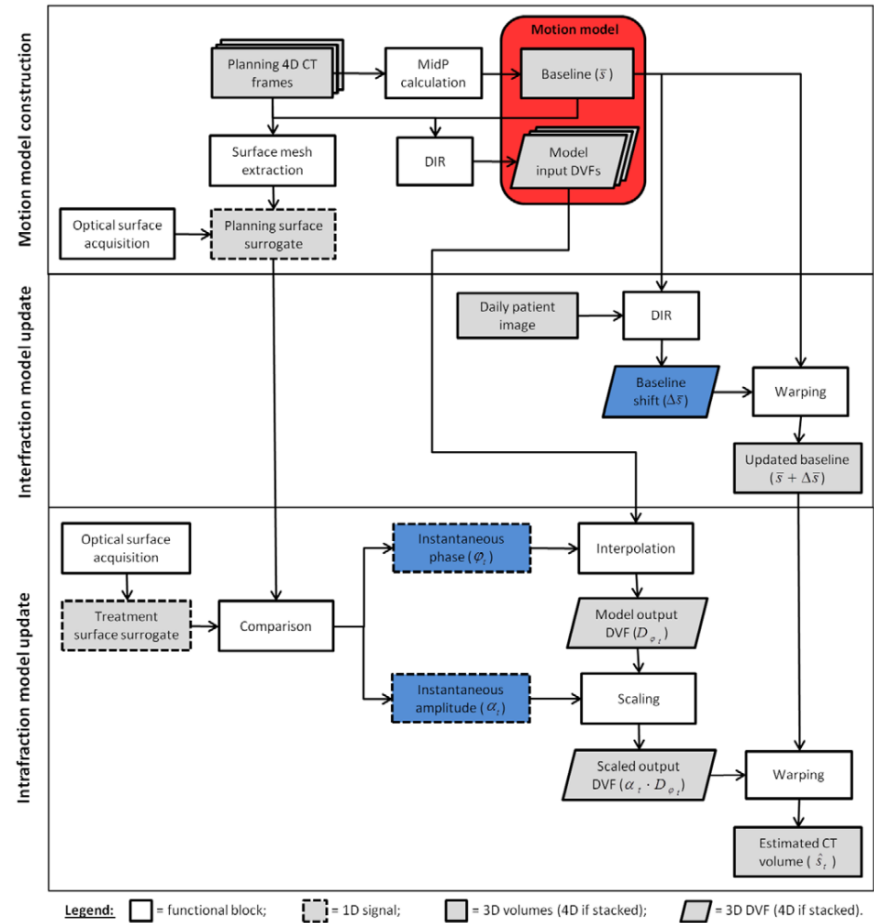 Motion model construction
Motion model
Planning 4D CT
frames
MidP
calculation
Baseline (s̄)
Surface mesh
extraction
DIR
Model
input DVFs
Optical surface
acquisition
Planning surface
surrogate
Interfraction model update
Daily patient
image
DIR
Baseline
shift (Δs̄)
Warping
Updated baseline
(s̄ + Δs̄)
Intrafraction model update
Optical surface
acquisition
Instantaneous
phase (φₜ)
Interpolation
Treatment
surface surrogate
Comparison
Model output
DVF (D_φₜ)
Instantaneous
amplitude (αₜ)
Scaling
Scaled output
DVF (αₜ · D_φₜ)
Warping
Estimated CT
volume (ŝₜ)
Legend: = functional block; = 1D signal; = 3D volumes (4D if stacked); = 3D DVF (4D if stacked).